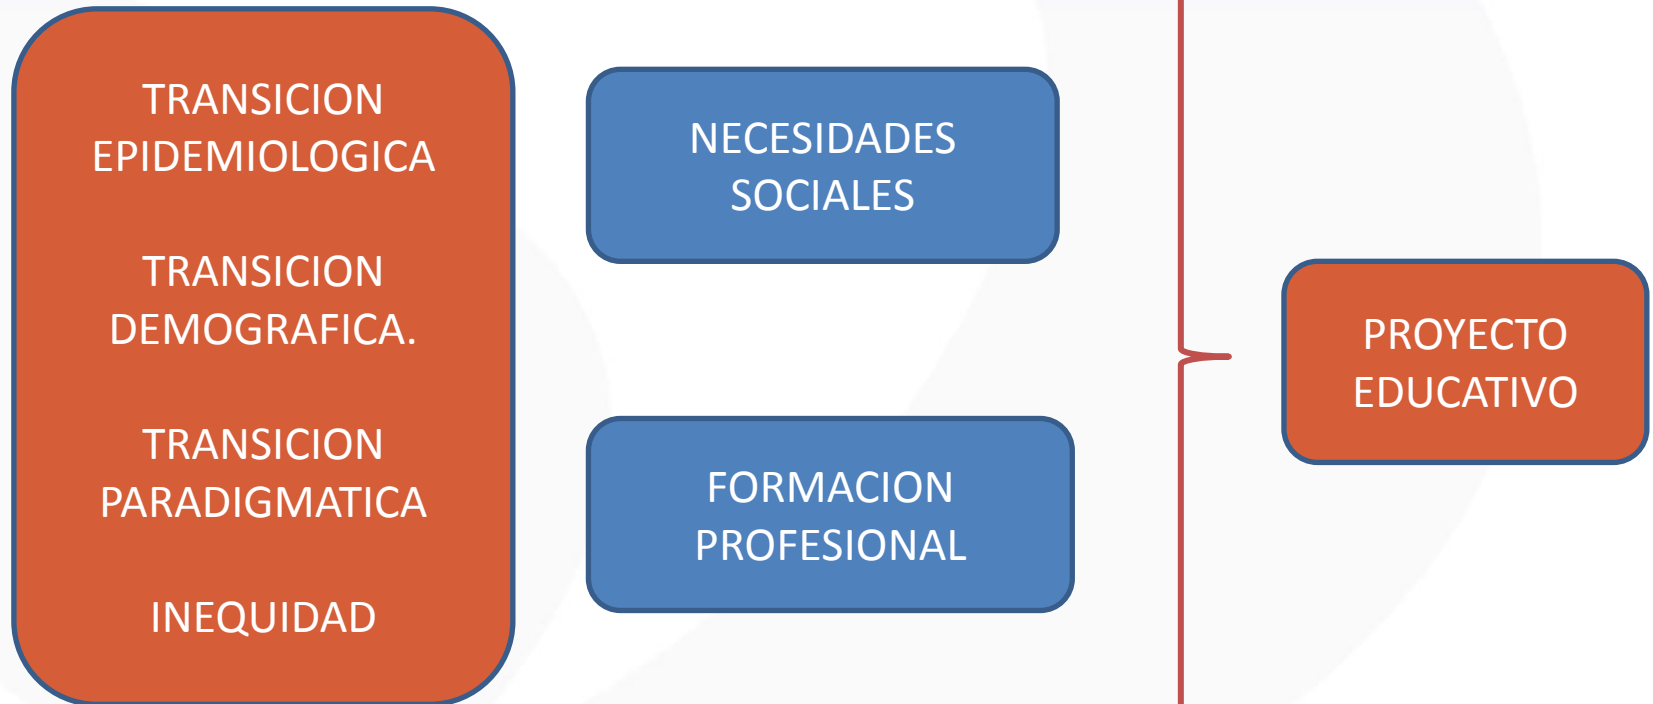 TRANSICION
EPIDEMIOLOGICA
TRANSICION
DEMOGRAFICA.
TRANSICION
PARADIGMATICA
INEQUIDAD
NECESIDADES
SOCIALES
FORMACION
PROFESIONAL
PROYECTO
EDUCATIVO